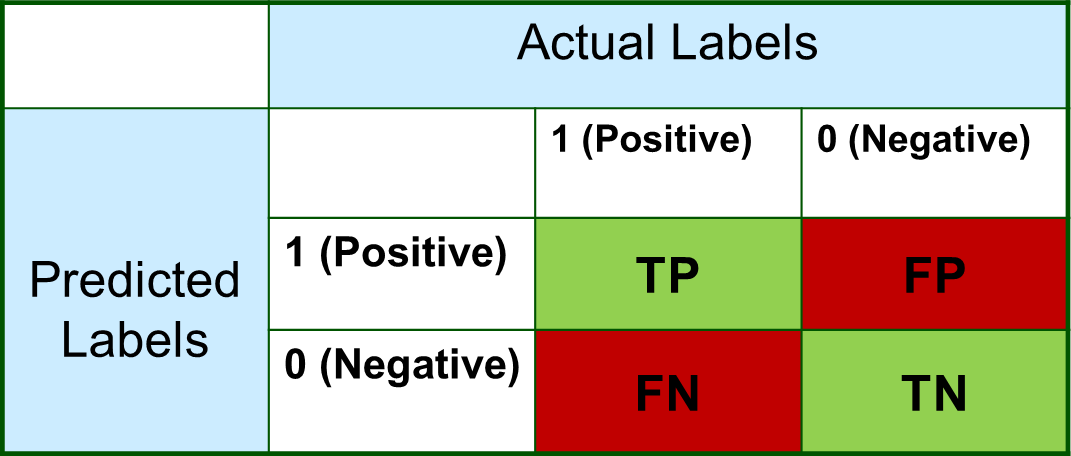 Actual Labels
1 (Positive)
0 (Negative)
Predicted
Labels
1 (Positive)
TP
FP
0 (Negative)
FN
TN